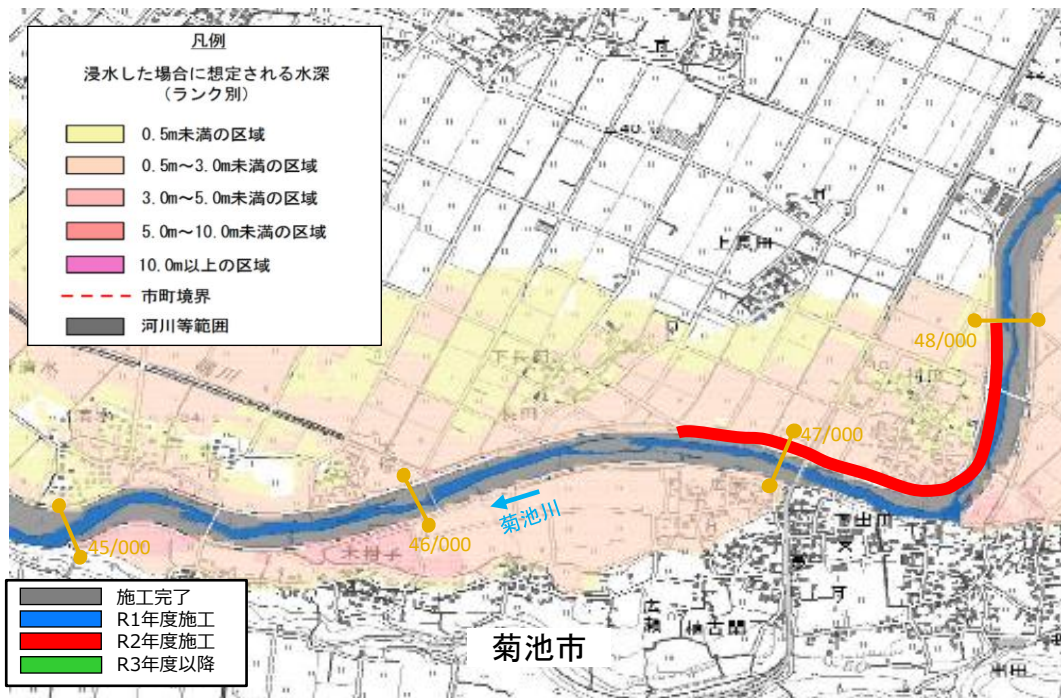 凡例
浸水した場合に想定される水深
(ランク別)
0.5m未満の区域
0.5m～3.0m未満の区域
3.0m～5.0m未満の区域
5.0m～10.0m未満の区域
10.0m以上の区域
市町境界
河川等範囲
上長田
下長田
48/000
47/000
46/000
45/000
菊池川
木柑子
施工完了
R1年度施工
R2年度施工
R3年度以降
菊池市